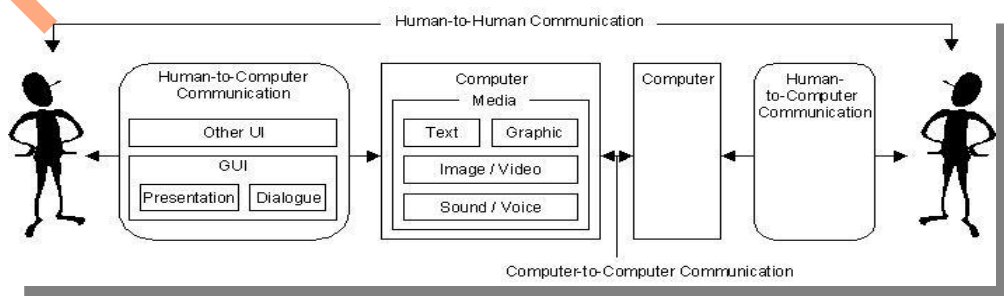 Human-to-Human Communication
Human-to-Computer
Communication
Other UI
GUI
Presentation
Dialogue
Computer
Media
Text
Graphic
Image / Video
Sound / Voice
Computer
Human-
to-Computer
Communication
Computer-to-Computer Communication